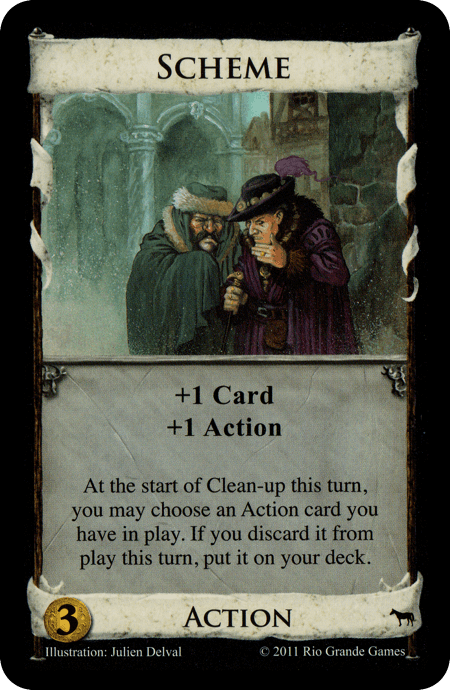 SCHEME
+1 Card
+1 Action
At the start of Clean-up this turn,
you may choose an Action card you
have in play. If you discard it from
play this turn, put it on your deck.
3
ACTION
Illustration: Julien Delval © 2011 Rio Grande Games